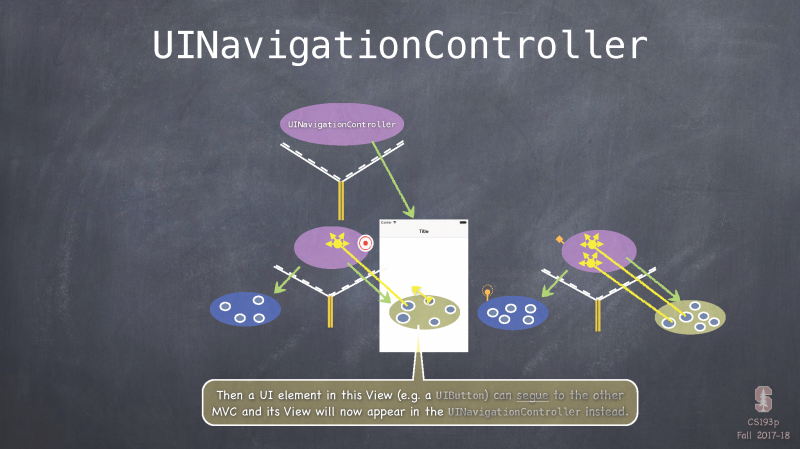 UINavigationController
UINavigationController
Carrier
Title
Then a UI element in this View (e.g. a UIButton) can segue to the other
MVC and its View will now appear in the UINavigationController instead.
CS193p
Fall 2017-18